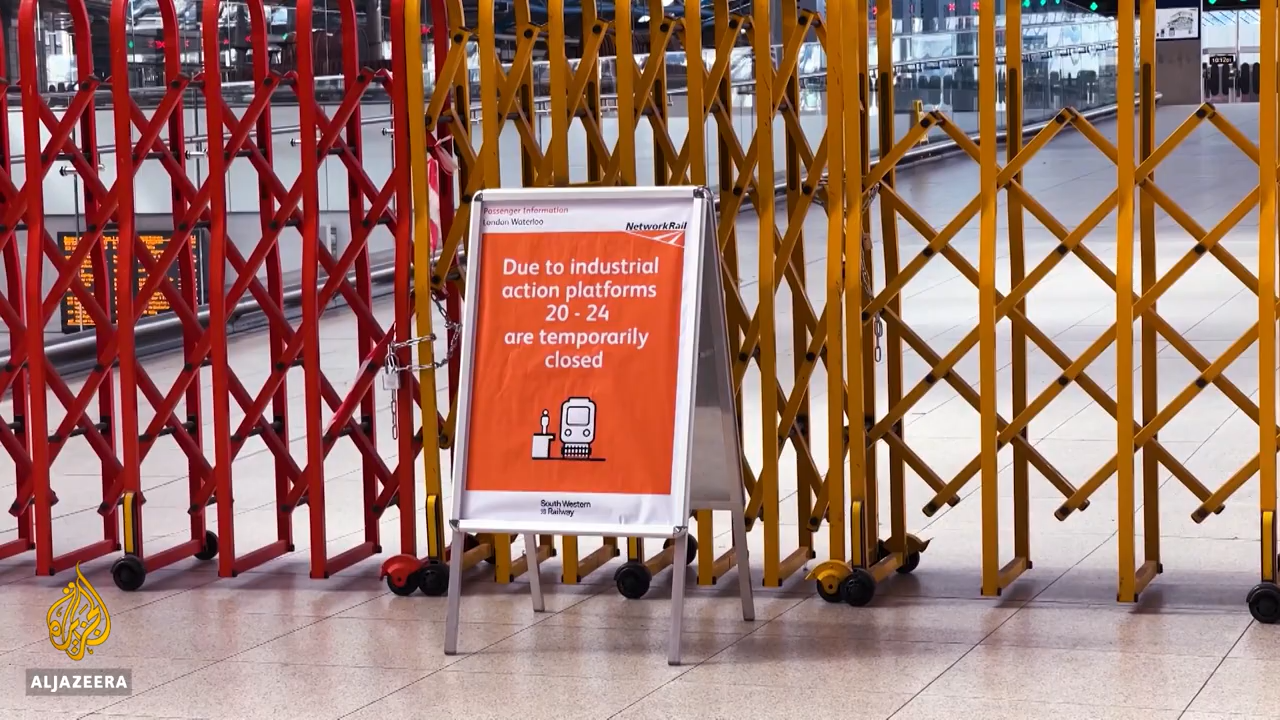 Passenger Information
London Waterloo
NetworkRail
Due to industrial
action platforms
20 - 24
are temporarily
closed
South Western
Railway
ALJAZEERA